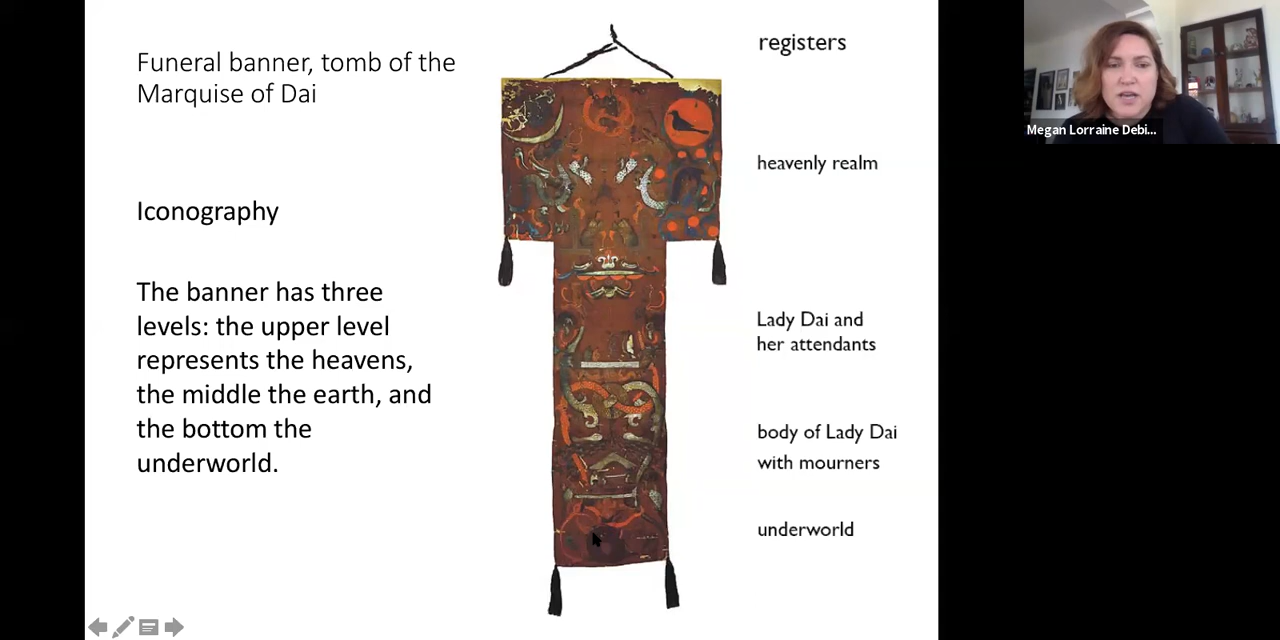 Funeral banner, tomb of the
Marquise of Dai
Iconography
The banner has three
levels: the upper level
represents the heavens,
the middle the earth, and
the bottom the
underworld.
registers
heavenly realm
Lady Dai and
her attendants
body of Lady Dai
with mourners
underworld
Megan Lorraine Debi...